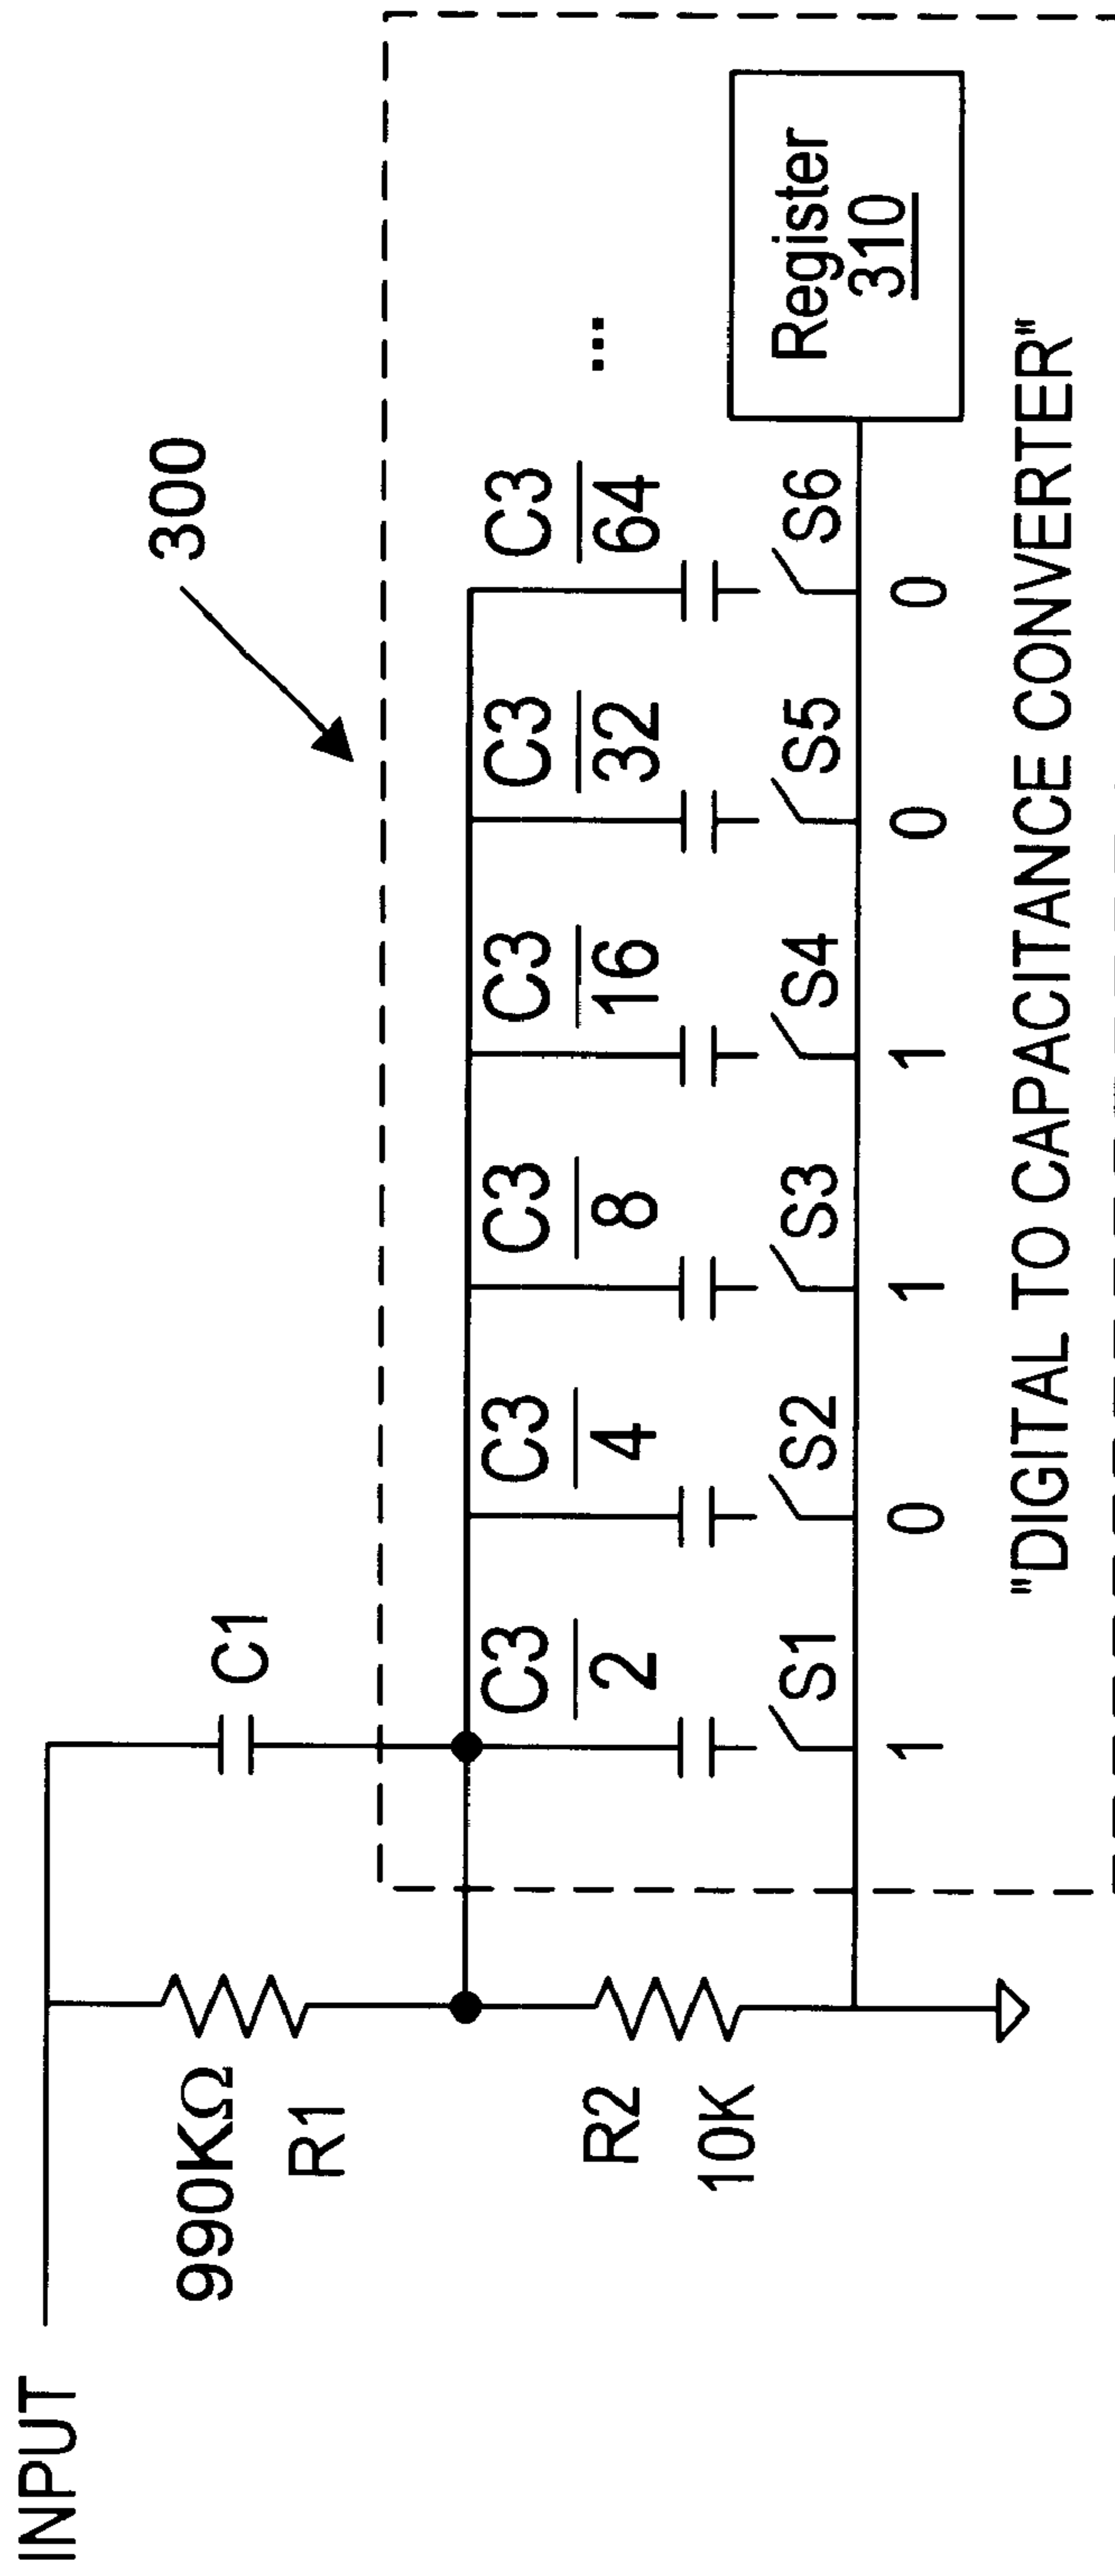 300
INPUT
990KΩ
R1
C1
R2
10K
C3
2
C3
4
C3
8
C3
16
C3
32
C3
64
...
S1
S2
S3
S4
S5
S6
1
0
1
1
0
0
Register
310
"DIGITAL TO CAPACITANCE CONVERTER"